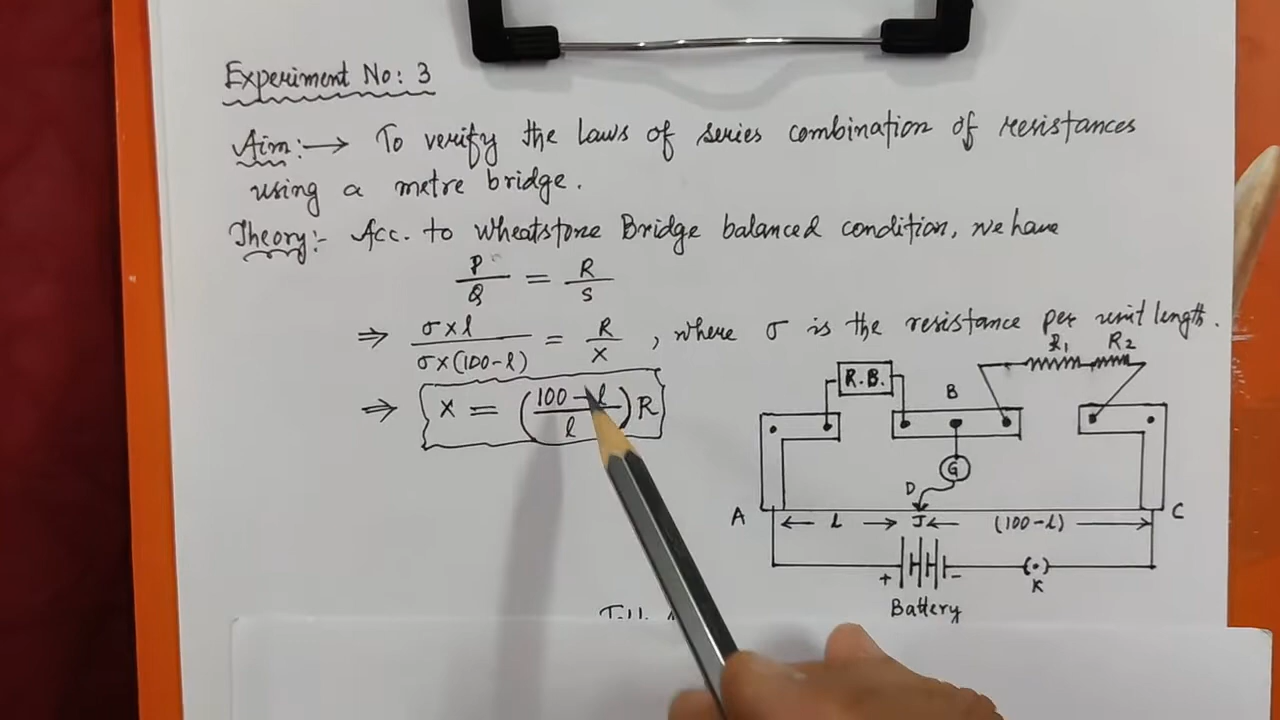 Experiment No: 3
Aim:→ To verify the laws of series combination of resistances
using a metre bridge.
Theory:- Acc. to Wheatstone Bridge balanced condition, we have
P/Q = R/S
⇒ σ×l / σ×(100-l) = R/X , where σ is the resistance per unit length.
⇒ X = ((100-l)/l) R
R1 R2
R.B.
B
G
D
A ← l → J ← (100-l) → C
+ -
K
Battery